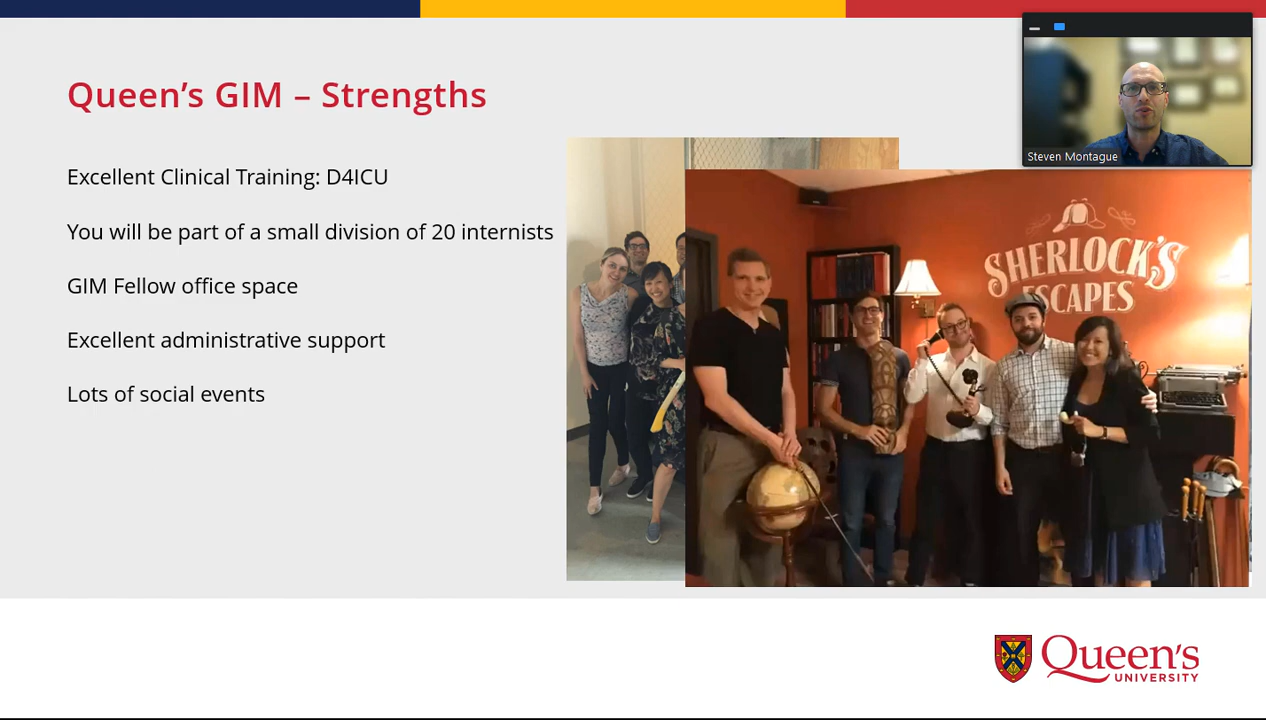 Queen's GIM – Strengths
Excellent Clinical Training: D4ICU
You will be part of a small division of 20 internists
GIM Fellow office space
Excellent administrative support
Lots of social events
Steven Montague
SHERLOCK'S
ESCAPES
Queen's
UNIVERSITY